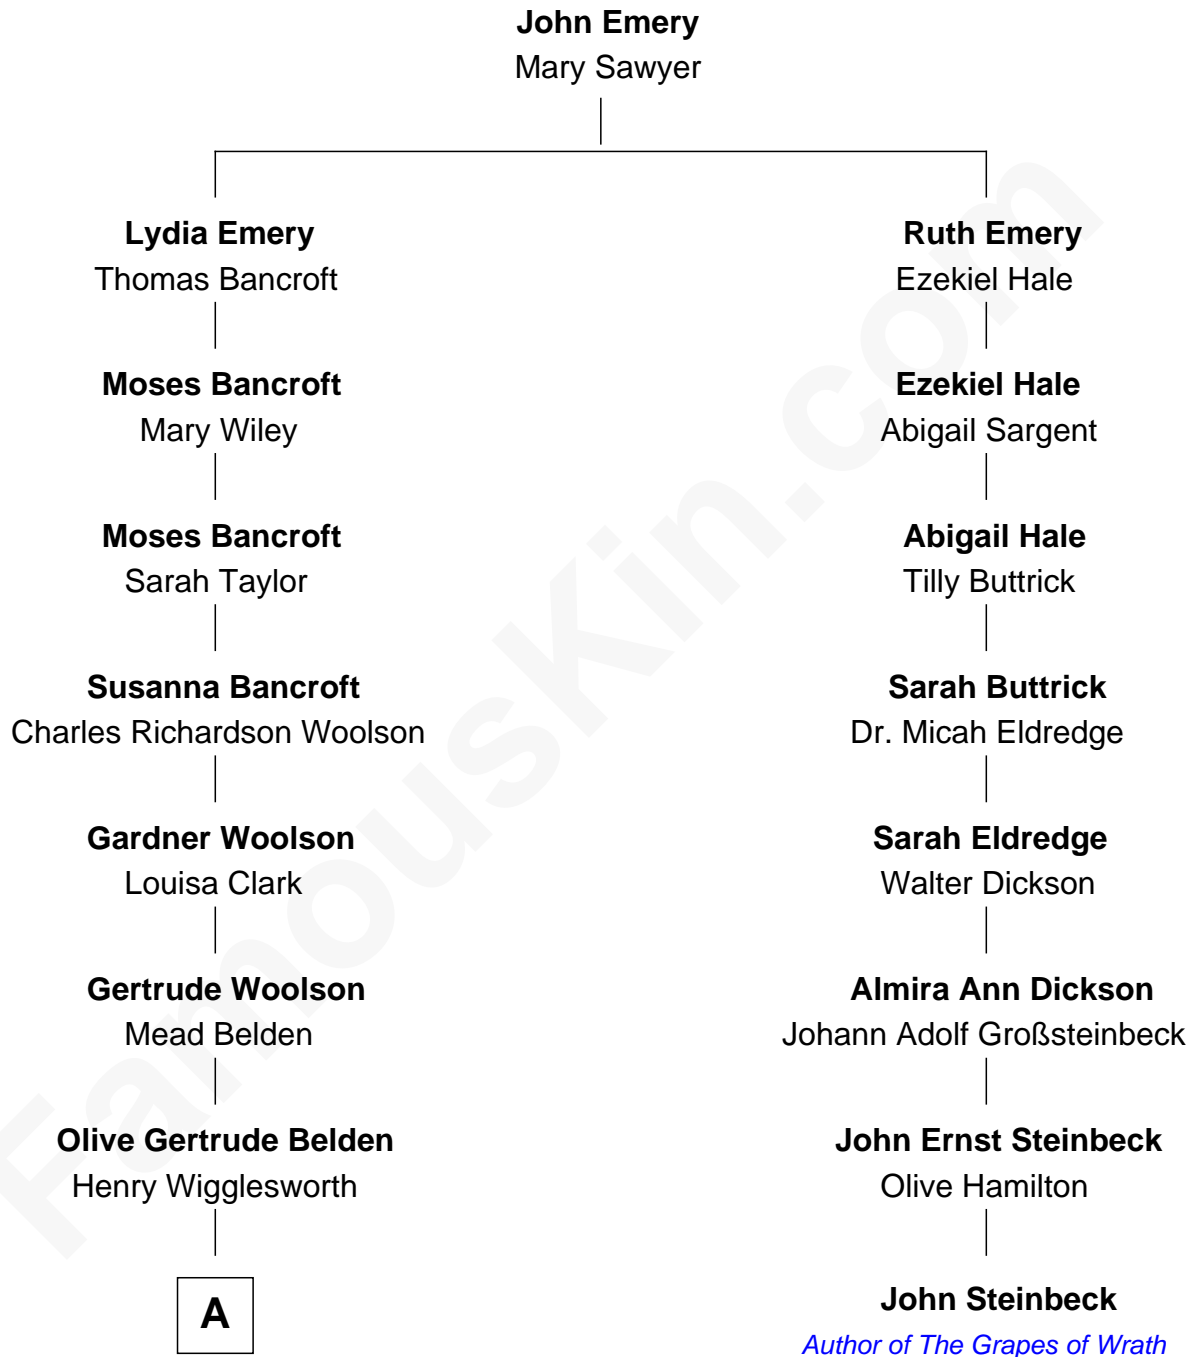 John Emery
Mary Sawyer
Lydia Emery
Thomas Bancroft
Moses Bancroft
Mary Wiley
Moses Bancroft
Sarah Taylor
Susanna Bancroft
Charles Richardson Woolson
Gardner Woolson
Louisa Clark
Gertrude Woolson
Mead Belden
Olive Gertrude Belden
Henry Wigglesworth
A
Ruth Emery
Ezekiel Hale
Ezekiel Hale
Abigail Sargent
Abigail Hale
Tilly Buttrick
Sarah Buttrick
Dr. Micah Eldredge
Sarah Eldredge
Walter Dickson
Almira Ann Dickson
Johann Adolf Großsteinbeck
John Ernst Steinbeck
Olive Hamilton
John Steinbeck
Author of The Grapes of Wrath
FamousKin.com